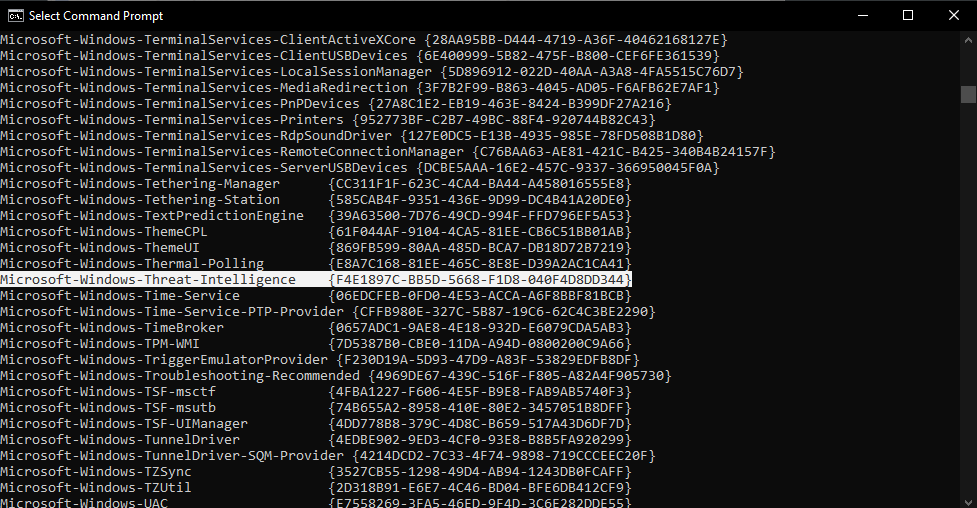 Select Command Prompt
Microsoft-Windows-TerminalServices-ClientActiveXCore {28AA95BB-D444-4719-A36F-40462168127E}
Microsoft-Windows-TerminalServices-ClientUSBDevices {6E400999-5B82-475F-B800-CEF6FE361539}
Microsoft-Windows-TerminalServices-LocalSessionManager {5D896912-022D-40AA-A3A8-4FA5515C76D7}
Microsoft-Windows-TerminalServices-MediaRedirection {3F7B2F99-B863-4045-AD05-F6AFB62E7AF1}
Microsoft-Windows-TerminalServices-PnPDevices {27A8C1E2-EB19-463E-8424-B399DF27A216}
Microsoft-Windows-TerminalServices-Printers {952773BF-C2B7-49BC-88F4-920744B82C43}
Microsoft-Windows-TerminalServices-RdpSoundDriver {127E0DC5-E13B-4935-985E-78FD508B1D80}
Microsoft-Windows-TerminalServices-RemoteConnectionManager {C76BAA63-AE81-421C-B425-340B4B24157F}
Microsoft-Windows-TerminalServices-ServerUSBDevices {DCBE5AAA-16E2-457C-9337-366950045F0A}
Microsoft-Windows-Tethering-Manager {CC311F1F-623C-4CA4-BA44-A458016555E8}
Microsoft-Windows-Tethering-Station {585CAB4F-9351-436E-9D99-DC4B41A20DE0}
Microsoft-Windows-TextPredictionEngine {39A63500-7D76-49CD-994F-FFD796EF5A53}
Microsoft-Windows-ThemeCPL {61F044AF-9104-4CA5-81EE-CB6C51BB01AB}
Microsoft-Windows-ThemeUI {869FB599-80AA-485D-BCA7-DB18D72B7219}
Microsoft-Windows-Thermal-Polling {E8A7C168-81EE-465C-8E8E-D39A2AC1CA41}
Microsoft-Windows-Threat-Intelligence {F4E1897C-BB5D-5668-F1D8-040F4D8DD344}
Microsoft-Windows-Time-Service {06EDCFEB-0FD0-4E53-ACCA-A6F8BBF81BCB}
Microsoft-Windows-Time-Service-PTP-Provider {CFFB980E-327C-5B87-19C6-62C4C3BE2290}
Microsoft-Windows-TimeBroker {0657ADC1-9AE8-4E18-932D-E6079CDA5AB3}
Microsoft-Windows-TPM-WMI {7D5387B0-CBE0-11DA-A94D-0800200C9A66}
Microsoft-Windows-TriggerEmulatorProvider {F230D19A-5D93-47D9-A83F-53829EDFB8DF}
Microsoft-Windows-Troubleshooting-Recommended {4969DE67-439C-516F-F805-A82A4F905730}
Microsoft-Windows-TSF-msctf {4FBA1227-F606-4E5F-B9E8-FAB9AB5740F3}
Microsoft-Windows-TSF-msutb {74B655A2-8958-410E-80E2-3457051B8DFF}
Microsoft-Windows-TSF-UIManager {4DD778B8-379C-4D8C-B659-517A43D6DF7D}
Microsoft-Windows-TunnelDriver {4EDBE902-9ED3-4CF0-93E8-B8B5FA920299}
Microsoft-Windows-TunnelDriver-SQM-Provider {4214DCD2-7C33-4F74-9898-719CCCEEC20F}
Microsoft-Windows-TZSync {3527CB55-1298-49D4-AB94-1243DB0FCAFF}
Microsoft-Windows-TZUtil {2D318B91-E6E7-4C46-BD04-BFE6DB412CF9}
Microsoft-Windows-UAC {E7558269-3FA5-46ED-9F4D-3C6E282DDE55}